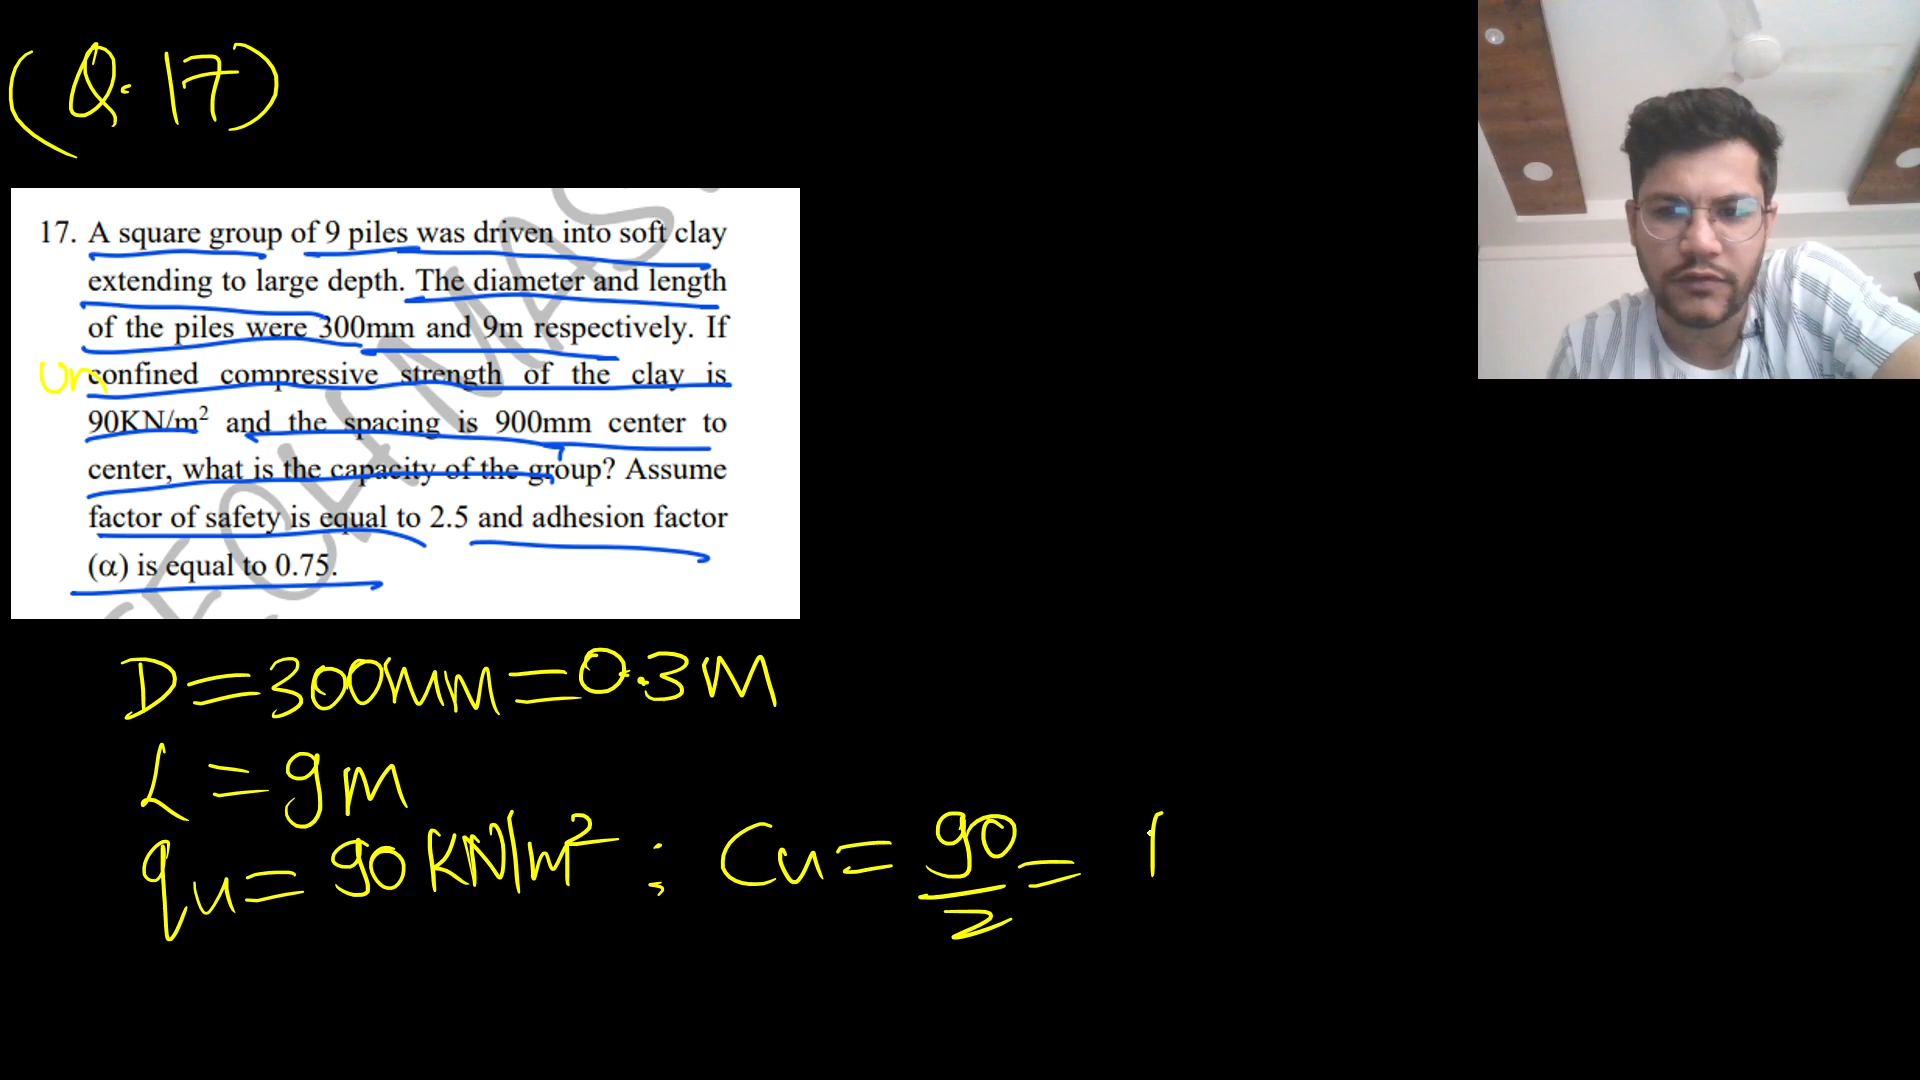 (Q. 17)
17. A square group of 9 piles was driven into soft clay
extending to large depth. The diameter and length
of the piles were 300mm and 9m respectively. If
Un confined compressive strength of the clay is
90KN/m² and the spacing is 900mm center to
center, what is the capacity of the group? Assume
factor of safety is equal to 2.5 and adhesion factor
(α) is equal to 0.75.
D = 300mm = 0.3m
L = 9m
qu = 90 KN/m² ; Cu = 90/2 =